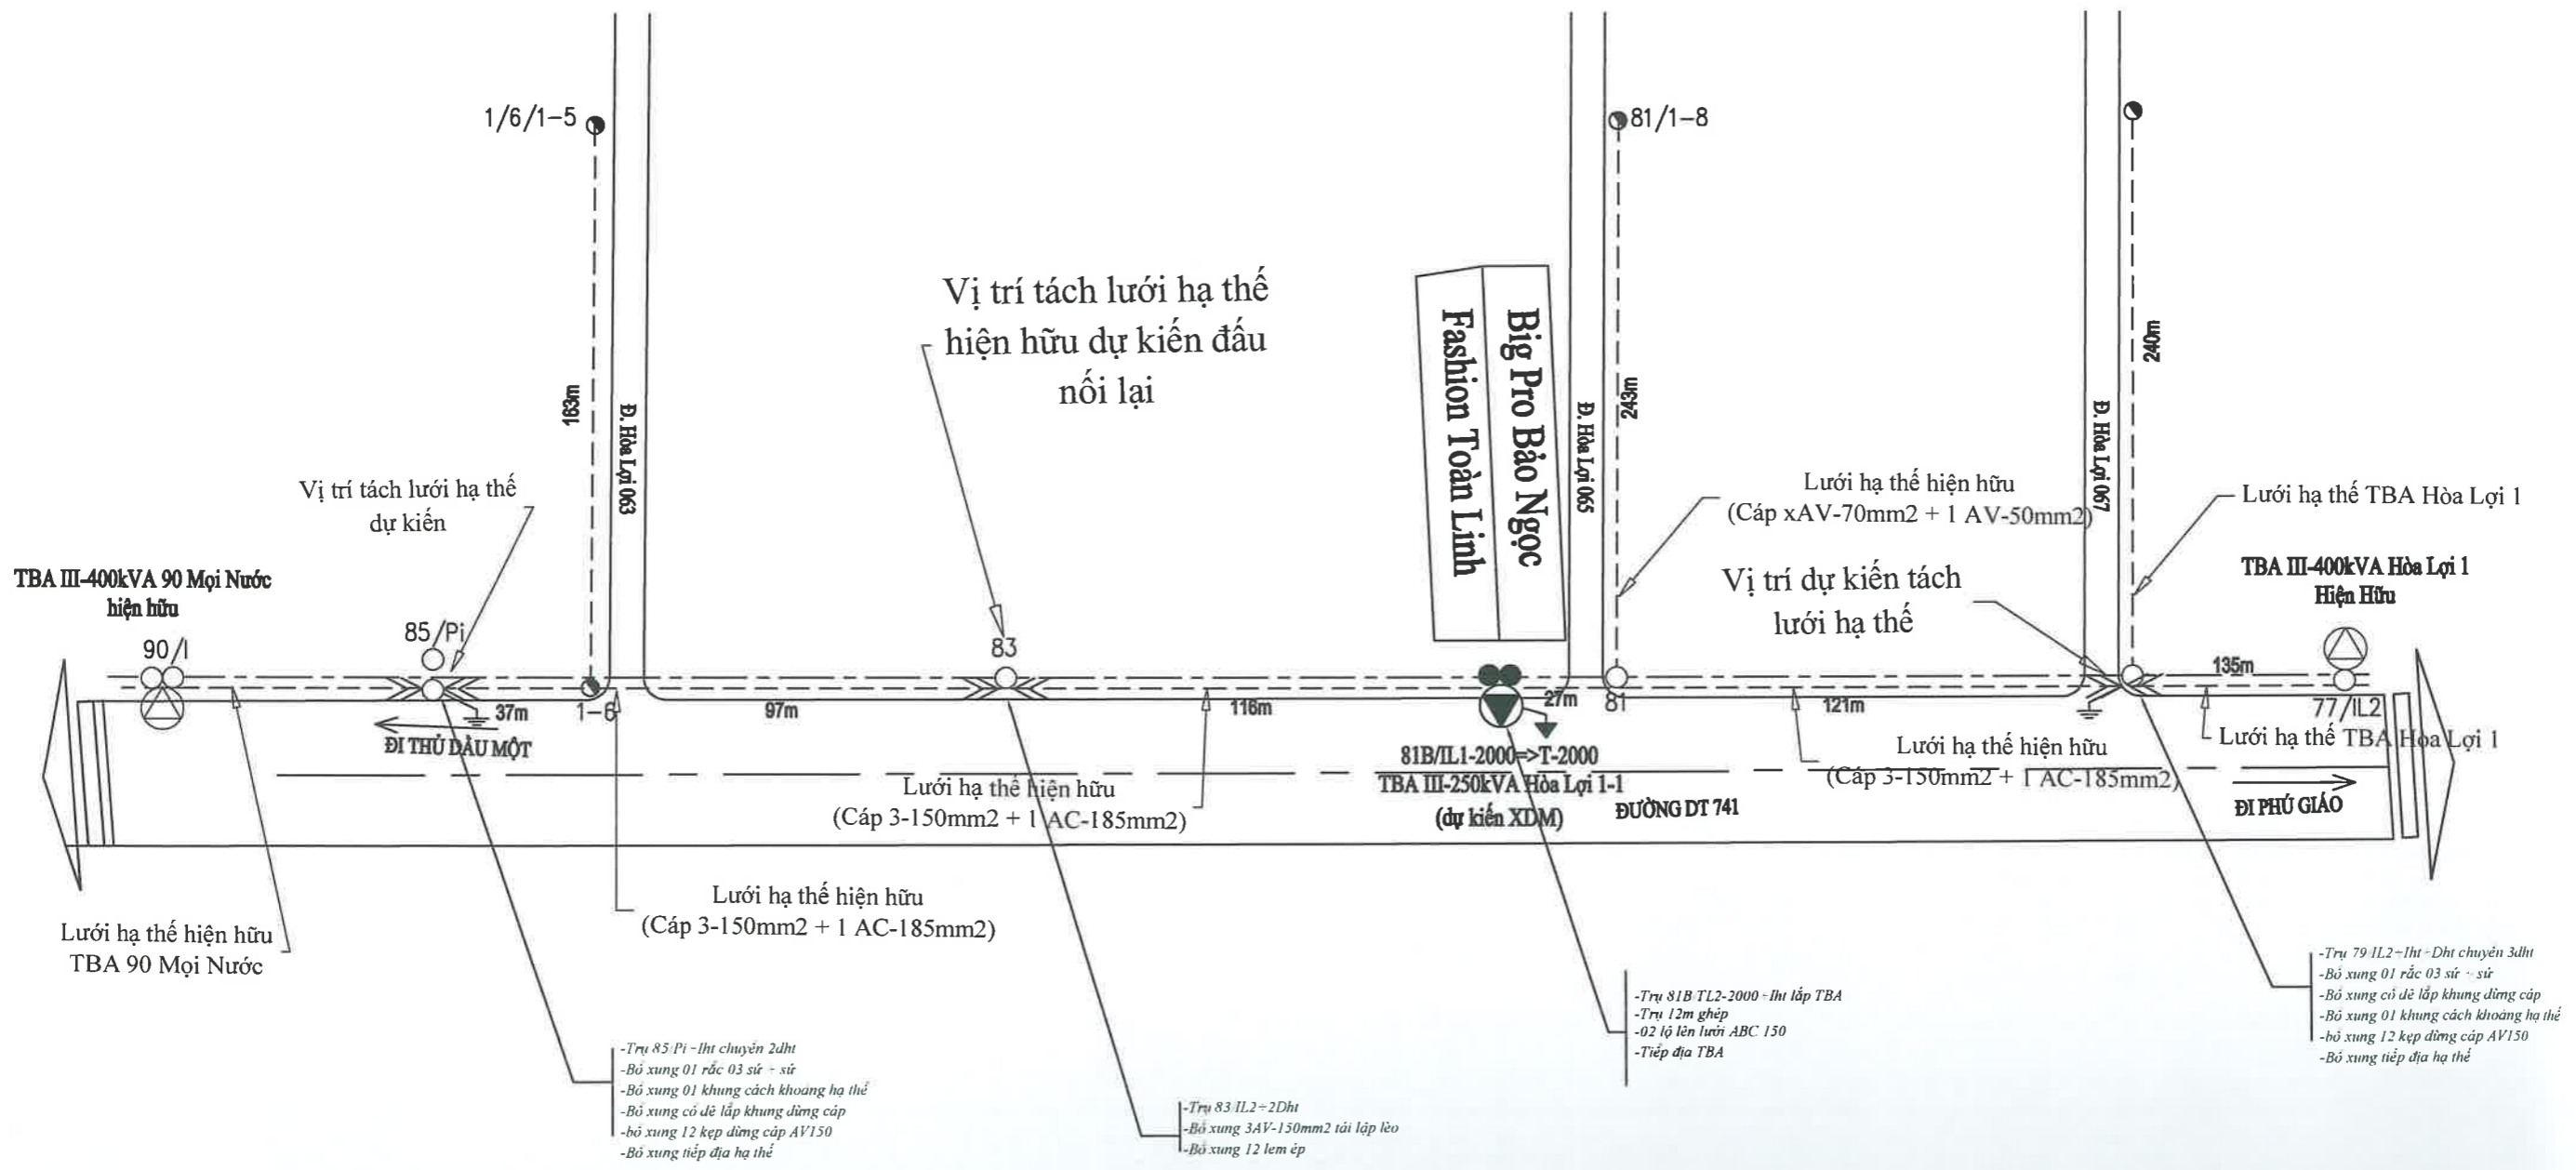 1/6/1-5
163m
Đ. Hòa Lợi 063
Vị trí tách lưới hạ thế
hiện hữu dự kiến đấu
nối lại
Fashion Toàn Linh
Big Pro Bảo Ngọc
Đ. Hòa Lợi 065
81/1-8
243m
Đ. Hòa Lợi 067
240m
Vị trí tách lưới hạ thế
dự kiến
Lưới hạ thế hiện hữu
(Cáp xAV-70mm2 + 1 AV-50mm2)
Lưới hạ thế TBA Hòa Lợi 1
Vị trí dự kiến tách
lưới hạ thế
TBA III-400kVA 90 Mọi Nước
hiện hữu
TBA III-400kVA Hòa Lợi 1
Hiện Hữu
90/I
85/Pi
83
135m
37m
1-6
97m
116m
27m
81
121m
77/IL2
ĐI THỦ DẦU MỘT
81B/IL1-2000=>T-2000
TBA III-250kVA Hòa Lợi 1-1
(dự kiến XDM)
ĐƯỜNG DT 741
Lưới hạ thế hiện hữu
(Cáp 3-150mm2 + 1 AC-185mm2)
Lưới hạ thế TBA Hòa Lợi 1
ĐI PHÚ GIÁO
Lưới hạ thế hiện hữu
(Cáp 3-150mm2 + 1 AC-185mm2)
Lưới hạ thế hiện hữu
(Cáp 3-150mm2 + 1 AC-185mm2)
Lưới hạ thế hiện hữu
TBA 90 Mọi Nước
-Trụ 85/Pi -Iht chuyển 2dht
-Bổ xung 01 rắc 03 sứ + sứ
-Bổ xung 01 khung cách khoảng hạ thế
-Bổ xung cổ dê lắp khung dừng cáp
-bổ xung 12 kẹp dừng cáp AV150
-Bổ xung tiếp địa hạ thế
-Trụ 83/IL2+2Dht
-Bổ xung 3AV-150mm2 tái lập lèo
-Bổ xung 12 lem ép
-Trụ 81B/TL2-2000 +Iht lắp TBA
-Trụ 12m ghép
-02 lộ lên lưới ABC 150
-Tiếp địa TBA
-Trụ 79/IL2+Iht+Dht chuyển 3dht
-Bổ xung 01 rắc 03 sứ + sứ
-Bổ xung cổ dê lắp khung dừng cáp
-Bổ xung 01 khung cách khoảng hạ thế
-bổ xung 12 kẹp dừng cáp AV150
-Bổ xung tiếp địa hạ thế